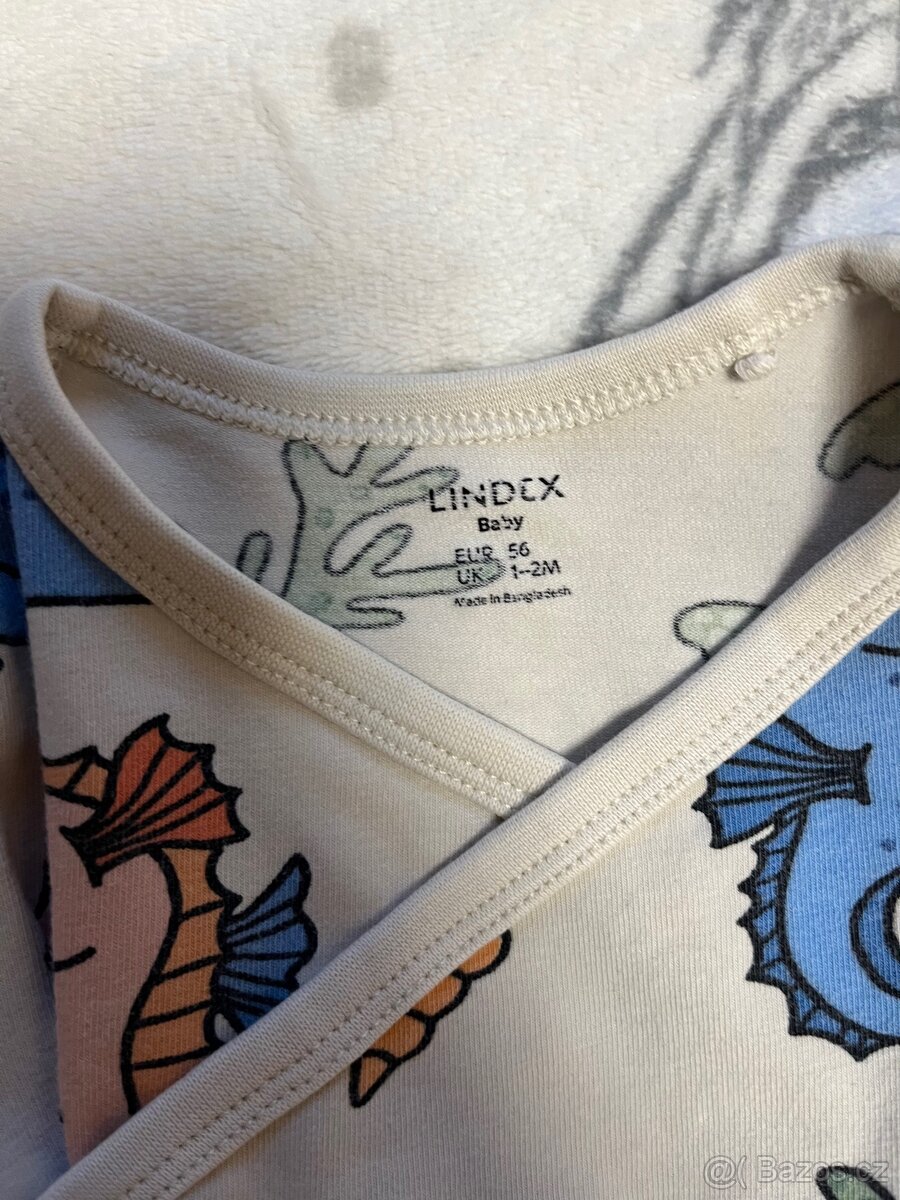 LINDEX
Baby
EUR 56
UK 1-2M
Made in Bangladesh
@( Bazos.cz